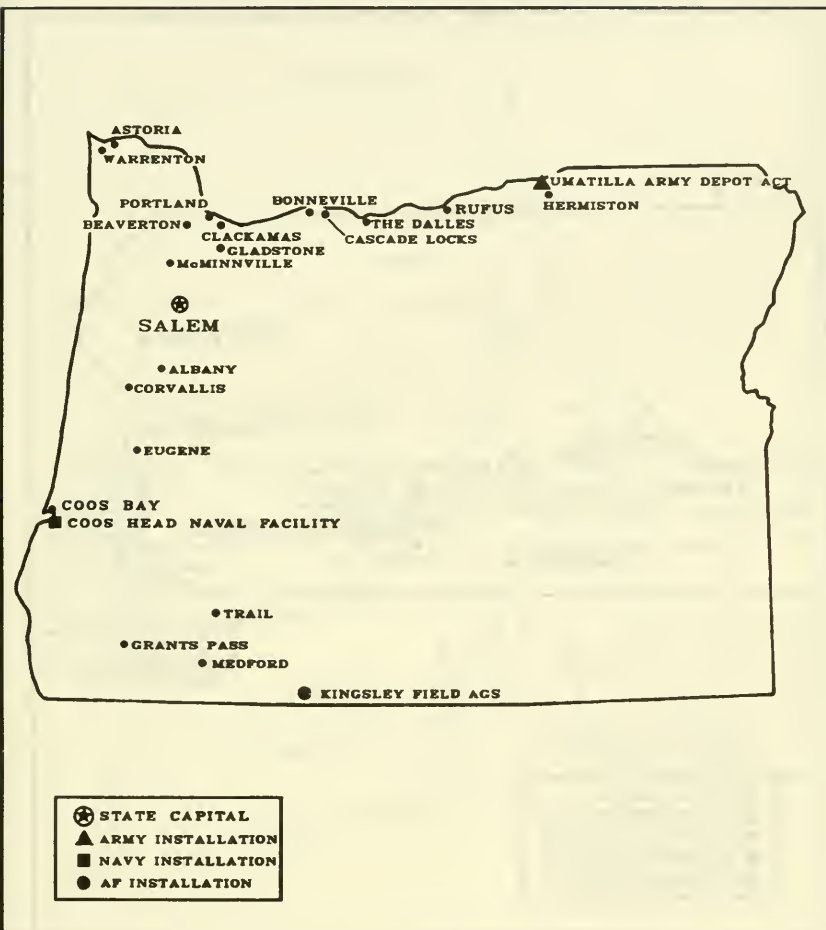 ASTORIA
WARRENTON
PORTLAND
BONNEVILLE
UMATILLA ARMY DEPOT ACT
HERMISTON
RUFUS
BEAVERTON
THE DALLES
CLACKAMAS
CASCADE LOCKS
GLADSTONE
McMINNVILLE
SALEM
ALBANY
CORVALLIS
EUGENE
COOS BAY
COOS HEAD NAVAL FACILITY
TRAIL
GRANTS PASS
MEDFORD
KINGSLEY FIELD AGS
STATE CAPITAL
ARMY INSTALLATION
NAVY INSTALLATION
AF INSTALLATION